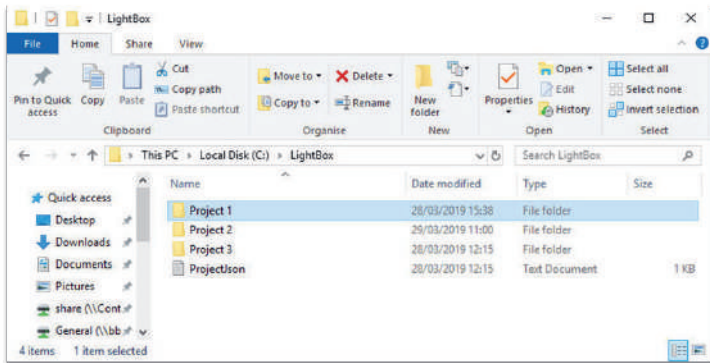 LightBox
File Home Share View
Pin to Quick access
Copy
Paste
Cut
Copy path
Paste shortcut
Clipboard
Move to
Copy to
Delete
Rename
Organise
New folder
New
Properties
Open
Edit
History
Open
Select all
Select none
Invert selection
Select
This PC Local Disk (C:) LightBox
Search LightBox
Quick access
Desktop
Downloads
Documents
Pictures
share (\\Cont
General (\\bb
Name Date modified Type Size
Project 1 28/03/2019 15:38 File folder
Project 2 29/03/2019 11:00 File folder
Project 3 28/03/2019 12:15 File folder
ProjectJson 28/03/2019 12:15 Text Document 1 KB
4 items 1 item selected